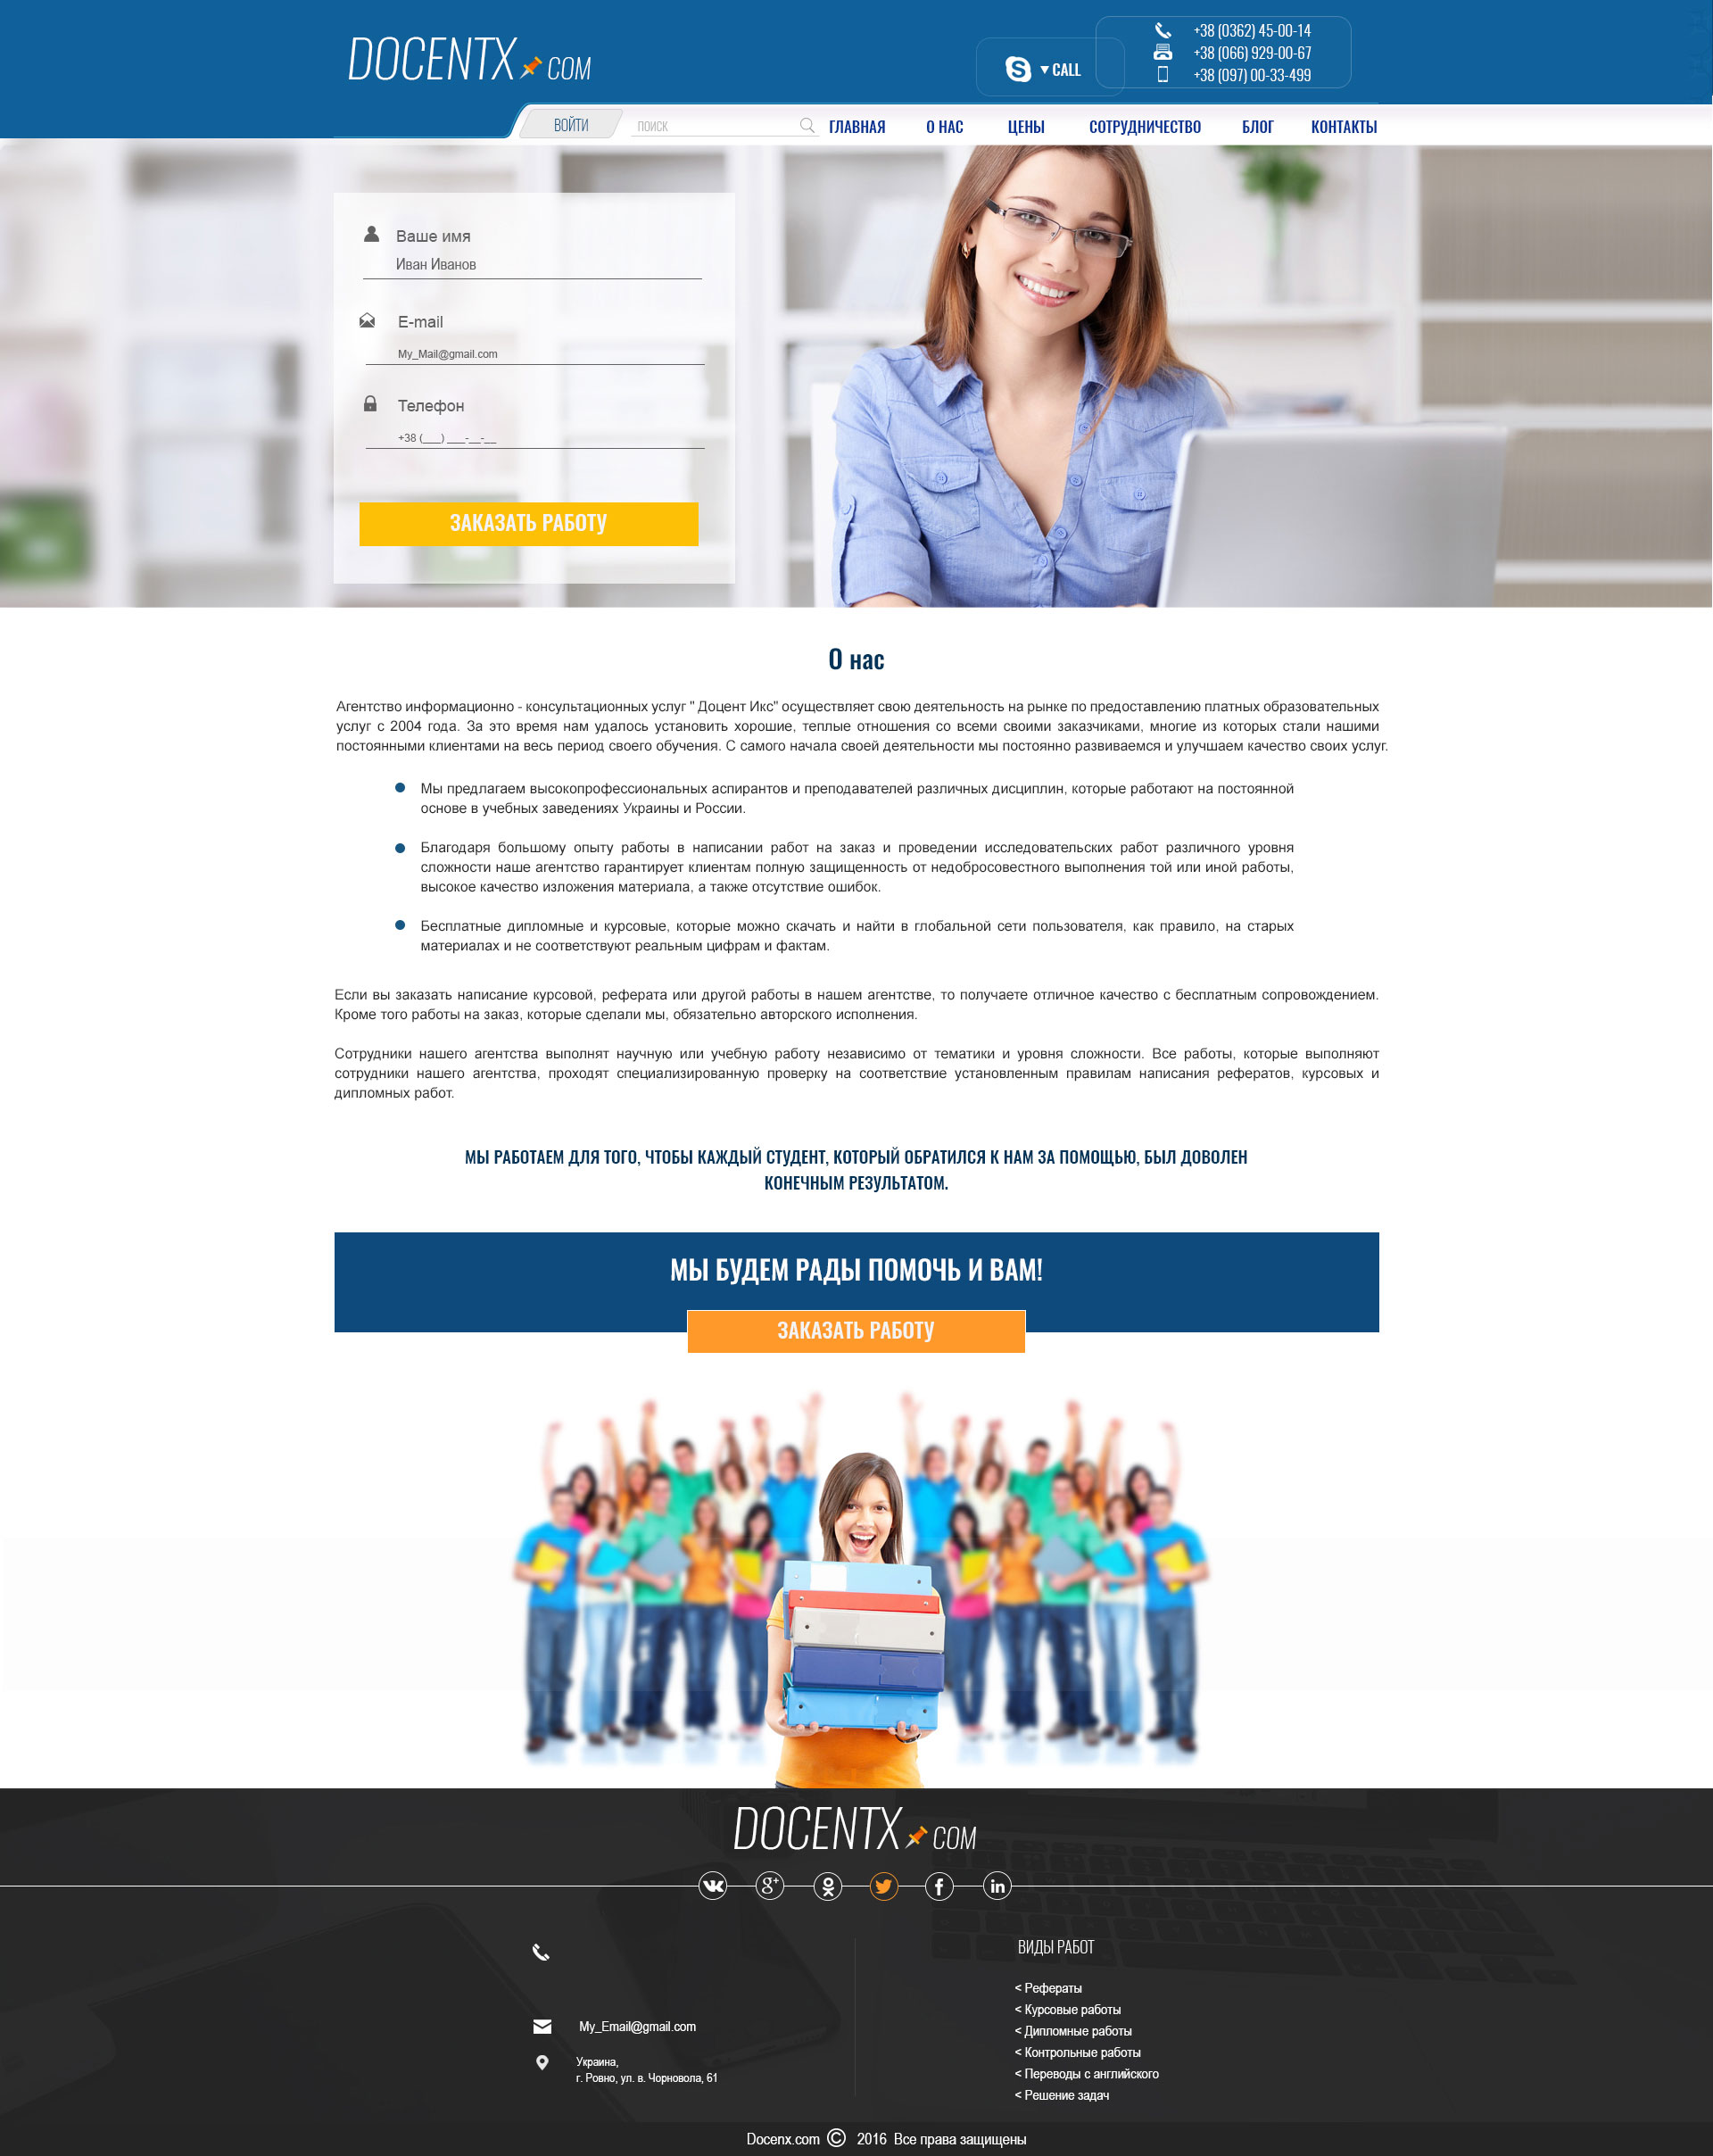 DOCENTX COM
CALL
+38 (0362) 45-00-14
+38 (066) 929-00-67
+38 (097) 00-33-499
ВОЙТИ
ПОИСК
ГЛАВНАЯ О НАС ЦЕНЫ СОТРУДНИЧЕСТВО БЛОГ КОНТАКТЫ
Ваше имя
Иван Иванов
E-mail
My_Mail@gmail.com
Телефон
+38 (___) ___-__-__
ЗАКАЗАТЬ РАБОТУ
О нас
Агентство информационно - консультационных услуг " Доцент Икс" осуществляет свою деятельность на рынке по предоставлению платных образовательных
услуг с 2004 года. За это время нам удалось установить хорошие, теплые отношения со всеми своими заказчиками, многие из которых стали нашими
постоянными клиентами на весь период своего обучения. С самого начала своей деятельности мы постоянно развиваемся и улучшаем качество своих услуг.
Мы предлагаем высокопрофессиональных аспирантов и преподавателей различных дисциплин, которые работают на постоянной
основе в учебных заведениях Украины и России.
Благодаря большому опыту работы в написании работ на заказ и проведении исследовательских работ различного уровня
сложности наше агентство гарантирует клиентам полную защищенность от недобросовестного выполнения той или иной работы,
высокое качество изложения материала, а также отсутствие ошибок.
Бесплатные дипломные и курсовые, которые можно скачать и найти в глобальной сети пользователя, как правило, на старых
материалах и не соответствуют реальным цифрам и фактам.
Если вы заказать написание курсовой, реферата или другой работы в нашем агентстве, то получаете отличное качество с бесплатным сопровождением.
Кроме того работы на заказ, которые сделали мы, обязательно авторского исполнения.
Сотрудники нашего агентства выполнят научную или учебную работу независимо от тематики и уровня сложности. Все работы, которые выполняют
сотрудники нашего агентства, проходят специализированную проверку на соответствие установленным правилам написания рефератов, курсовых и
дипломных работ.
МЫ РАБОТАЕМ ДЛЯ ТОГО, ЧТОБЫ КАЖДЫЙ СТУДЕНТ, КОТОРЫЙ ОБРАТИЛСЯ К НАМ ЗА ПОМОЩЬЮ, БЫЛ ДОВОЛЕН
КОНЕЧНЫМ РЕЗУЛЬТАТОМ.
МЫ БУДЕМ РАДЫ ПОМОЧЬ И ВАМ!
ЗАКАЗАТЬ РАБОТУ
DOCENTX COM
My_Email@gmail.com
Украина,
г. Ровно, ул. в. Чорновола, 61
ВИДЫ РАБОТ
< Рефераты
< Курсовые работы
< Дипломные работы
< Контрольные работы
< Переводы с английского
< Решение задач
Docenx.com © 2016 Все права защищены